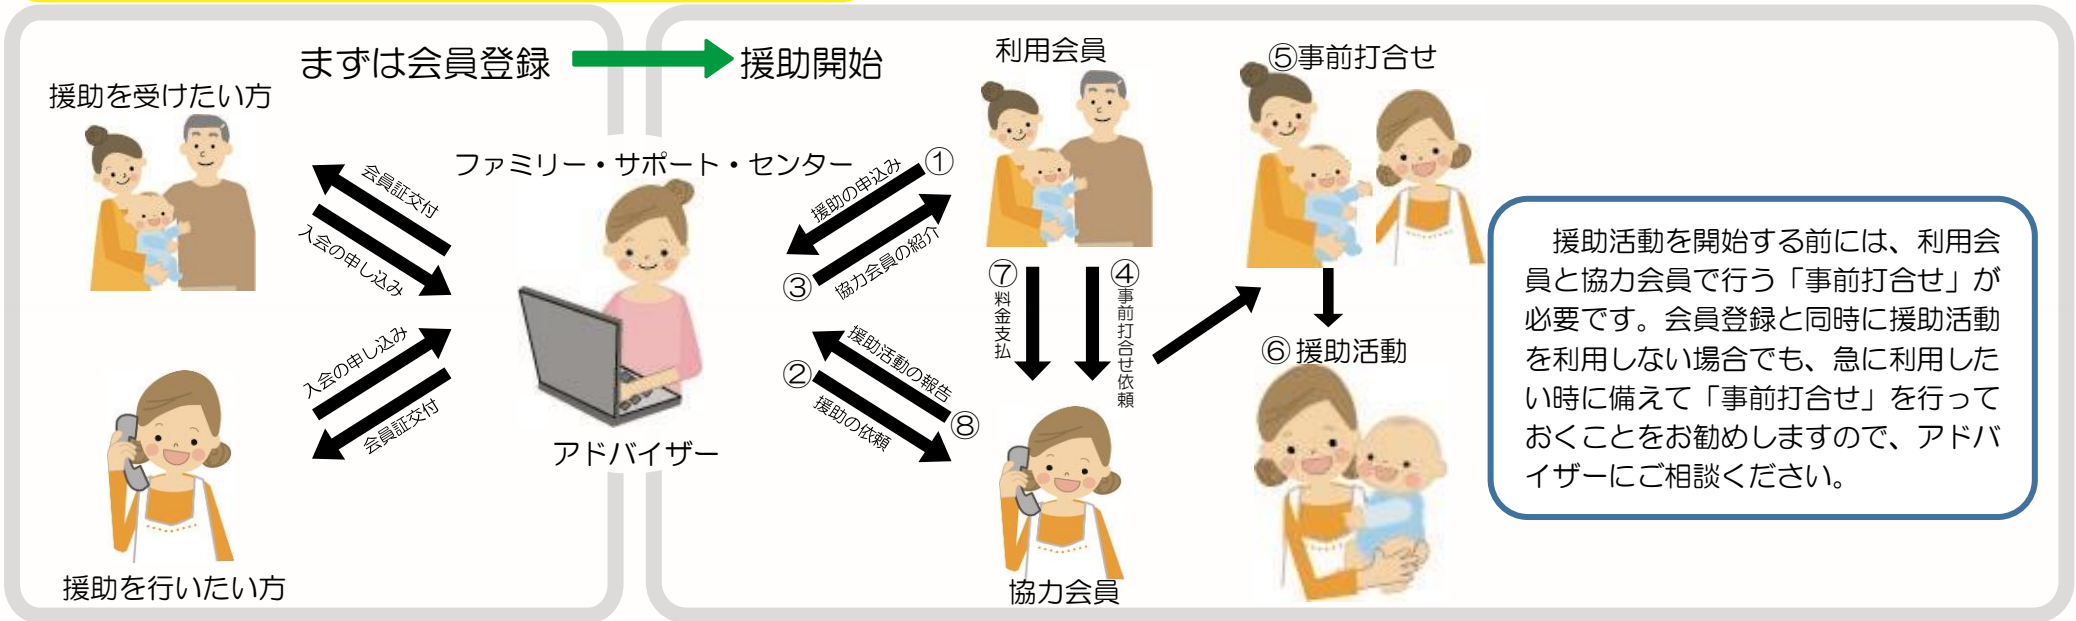 まずは会員登録
援助開始
援助を受けたい方
会員証交付
入会の申し込み
入会の申し込み
会員証交付
援助を行いたい方
ファミリー・サポート・センター
アドバイザー
利用会員
①
援助の申込み
③
協力会員の紹介
⑦
料金支払
④
事前打合せ依頼
援助活動の報告
②
援助の依頼
⑧
協力会員
⑤事前打合せ
⑥援助活動
援助活動を開始する前には、利用会
員と協力会員で行う「事前打合せ」が
必要です。会員登録と同時に援助活動
を利用しない場合でも、急に利用した
い時に備えて「事前打合せ」を行って
おくことをお勧めしますので、アドバ
イザーにご相談ください。